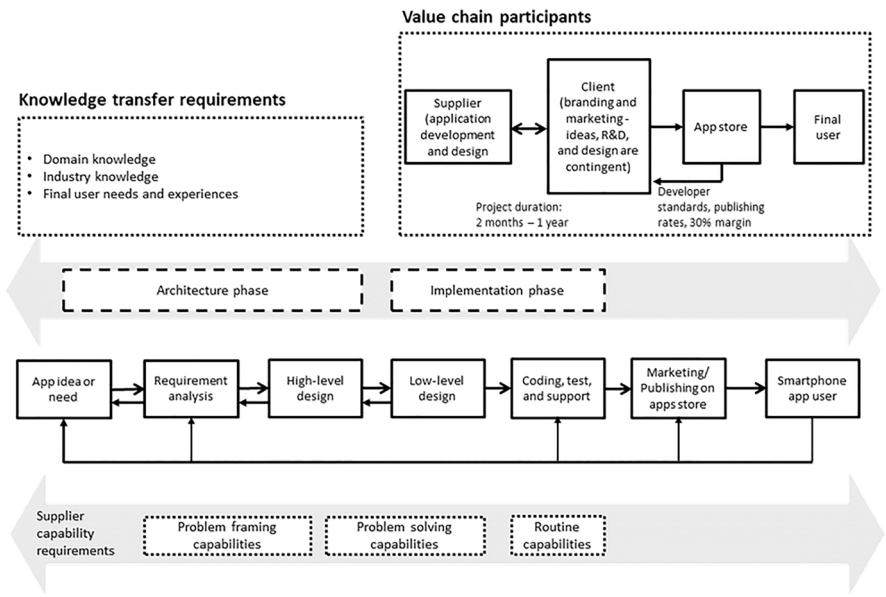 Value chain participants
Knowledge transfer requirements
• Domain knowledge
• Industry knowledge
• Final user needs and experiences
Supplier
(application
development
and design)
Client
(branding and
marketing -
ideas, R&D,
and design are
contingent)
App store
Final
user
Project duration:
2 months – 1 year
Developer
standards, publishing
rates, 30% margin
Architecture phase
Implementation phase
App idea or
need
Requirement
analysis
High-level
design
Low-level
design
Coding, test,
and support
Marketing/
Publishing on
apps store
Smartphone
app user
Supplier
capability
requirements
Problem framing
capabilities
Problem solving
capabilities
Routine
capabilities